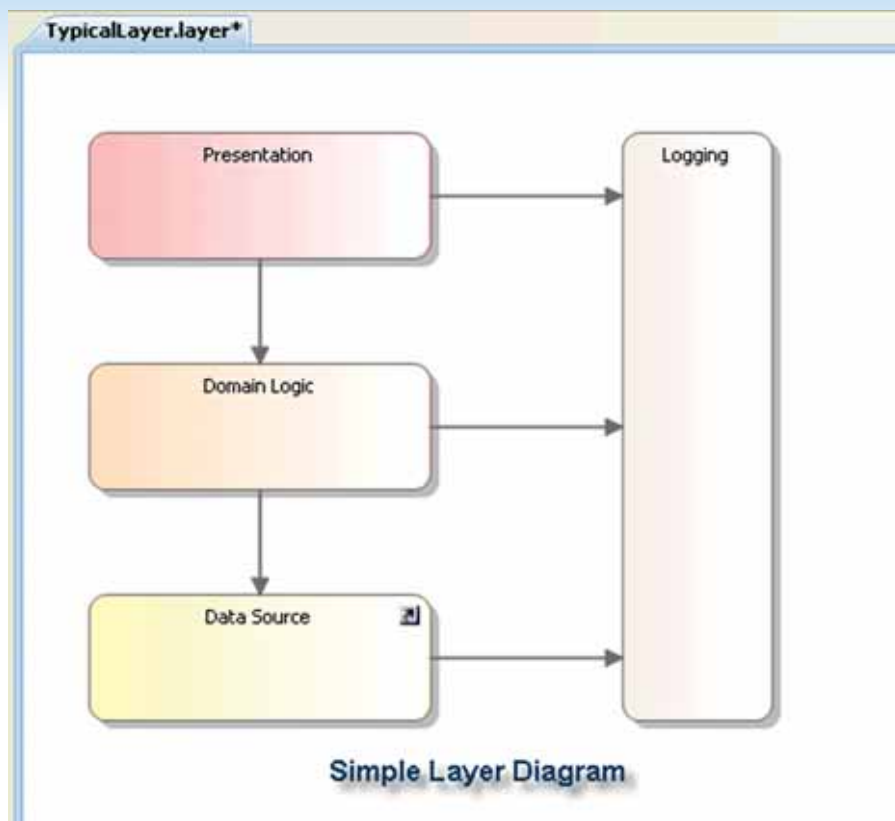 TypicalLayer.layer*
Presentation
Logging
Domain Logic
Data Source
Simple Layer Diagram